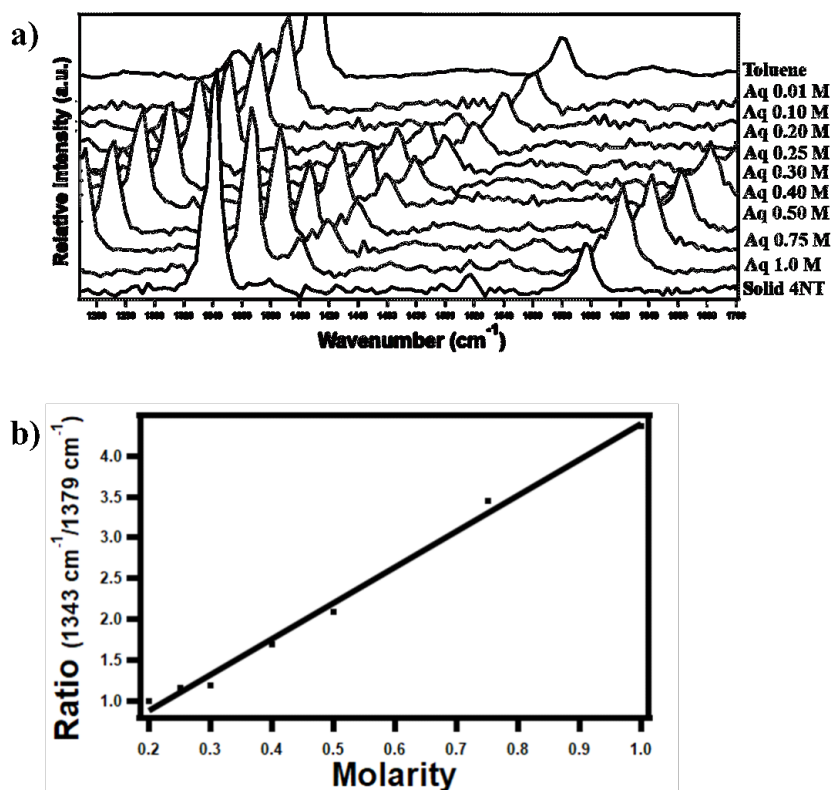 a)
Relative Intensity (a.u.)
Toluene
Aq 0.01 M
Aq 0.10 M
Aq 0.20 M
Aq 0.25 M
Aq 0.30 M
Aq 0.40 M
Aq 0.50 M
Aq 0.75 M
Aq 1.0 M
Solid 4NT
1700
Wavenumber (cm⁻¹)
b)
Ratio (1343 cm⁻¹/1379 cm⁻¹)
4.0
3.5
3.0
2.5
2.0
1.5
1.0
0.2 0.3 0.4 0.5 0.6 0.7 0.8 0.9 1.0
Molarity